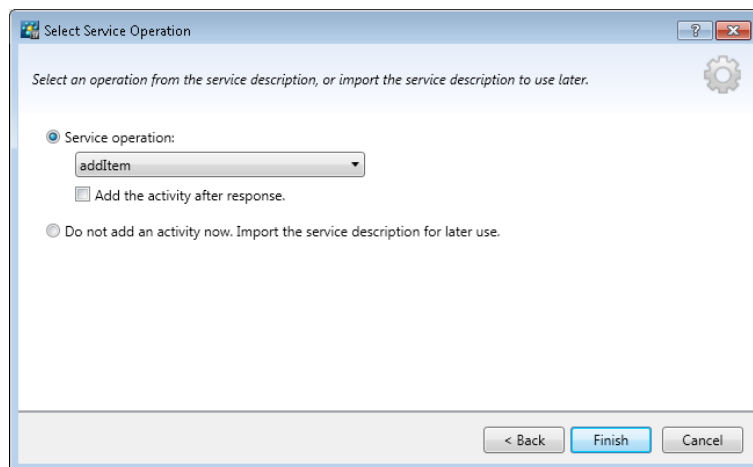 Select Service Operation
?
Select an operation from the service description, or import the service description to use later.
Service operation:
addItem
Add the activity after response.
Do not add an activity now. Import the service description for later use.
< Back Finish Cancel